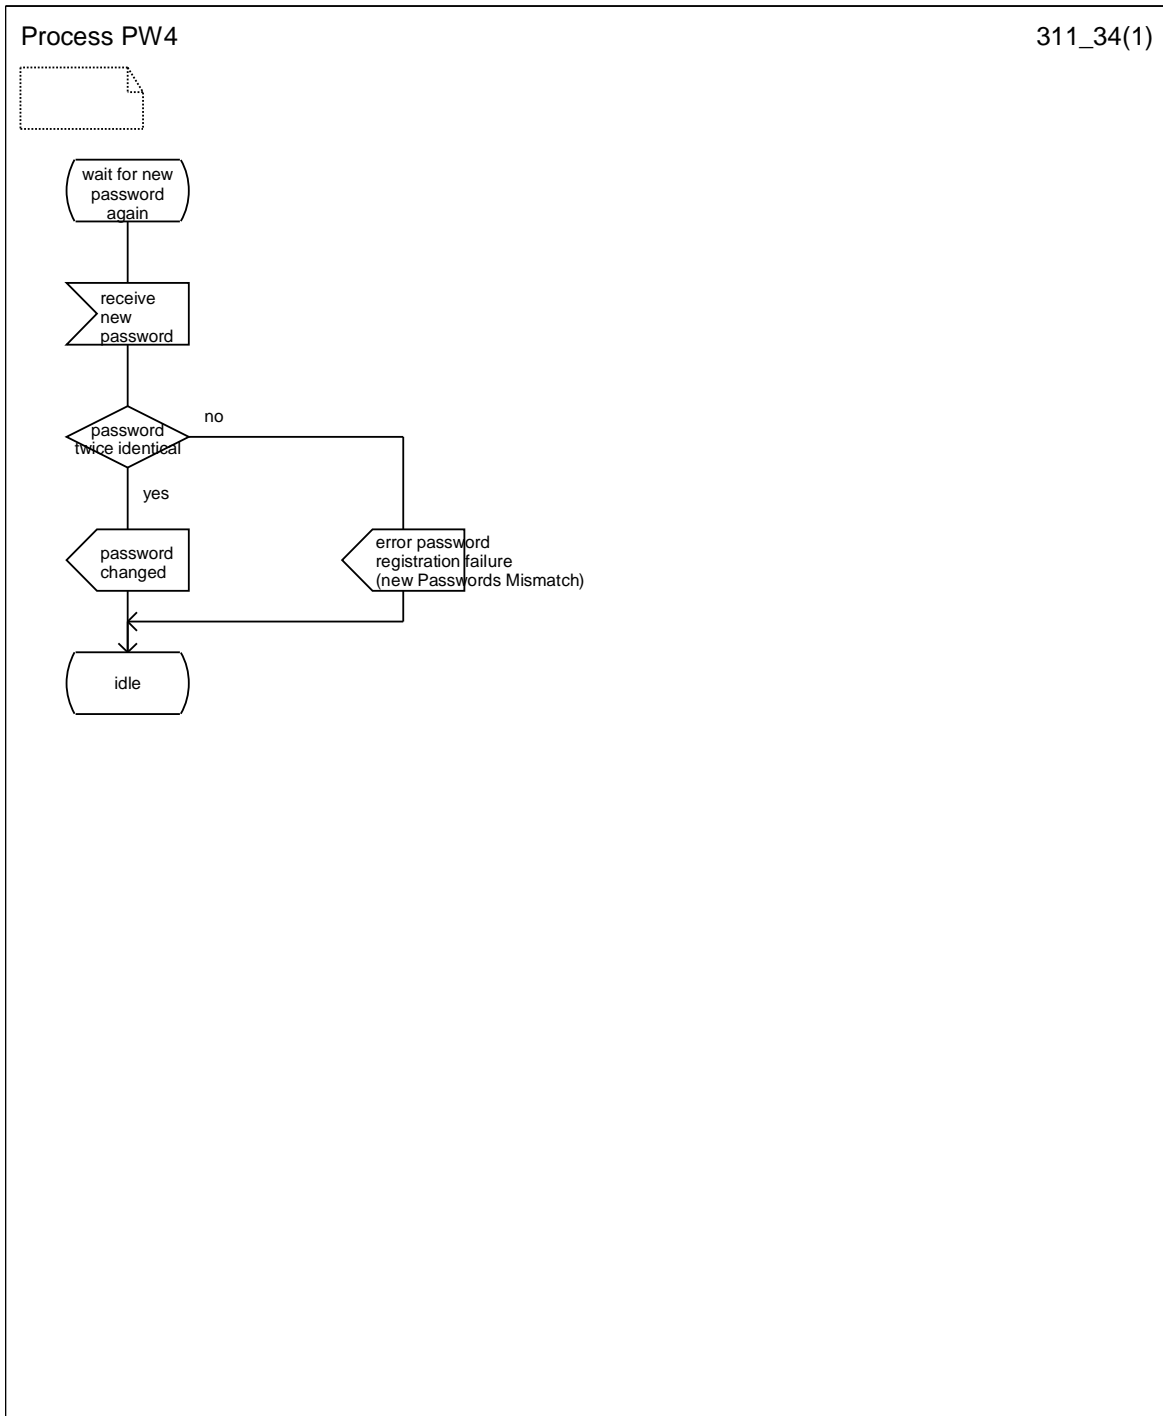 Process PW4
311_34(1)
wait for new
password
again
receive
new
password
password
twice identical
no
yes
password
changed
error password
registration failure
(new Passwords Mismatch)
idle